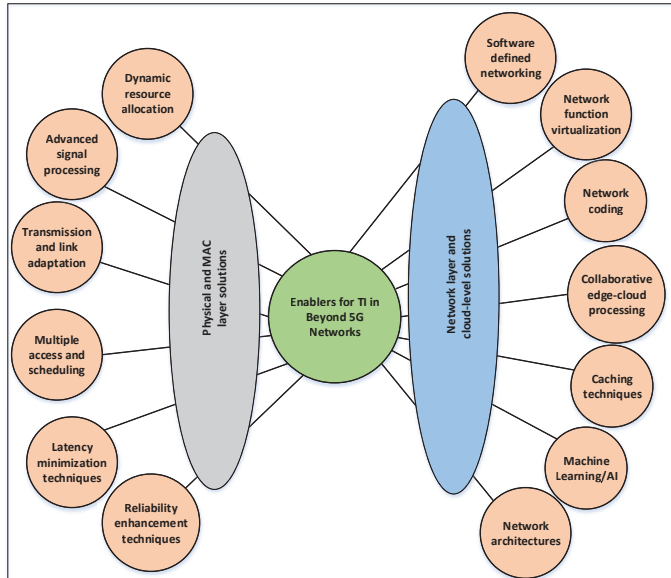 Dynamic
resource
allocation
Advanced
signal
processing
Transmission
and link
adaptation
Multiple
access and
scheduling
Latency
minimization
techniques
Reliability
enhancement
techniques
Physical and MAC
layer solutions
Enablers for TI in
Beyond 5G
Networks
Network layer and
cloud-level solutions
Software
defined
networking
Network
function
virtualization
Network
coding
Collaborative
edge-cloud
processing
Caching
techniques
Machine
Learning/AI
Network
architectures